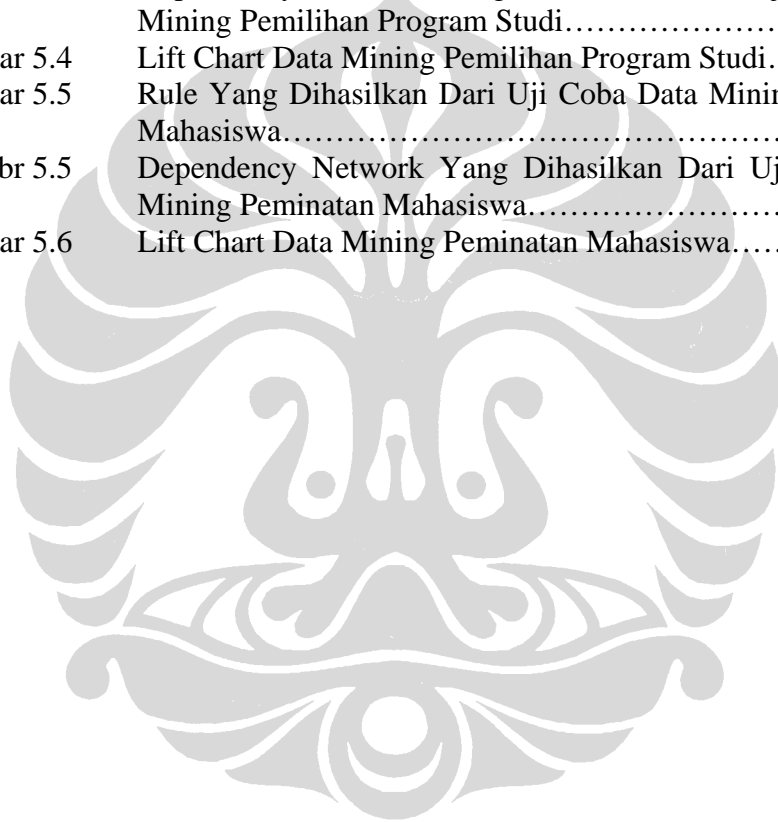 Mining Pemilihan Program Studi…………………
ar 5.4 Lift Chart Data Mining Pemilihan Program Studi.
ar 5.5 Rule Yang Dihasilkan Dari Uji Coba Data Minin
Mahasiswa………………………………………
br 5.5 Dependency Network Yang Dihasilkan Dari Uj
Mining Peminatan Mahasiswa……………………
ar 5.6 Lift Chart Data Mining Peminatan Mahasiswa……